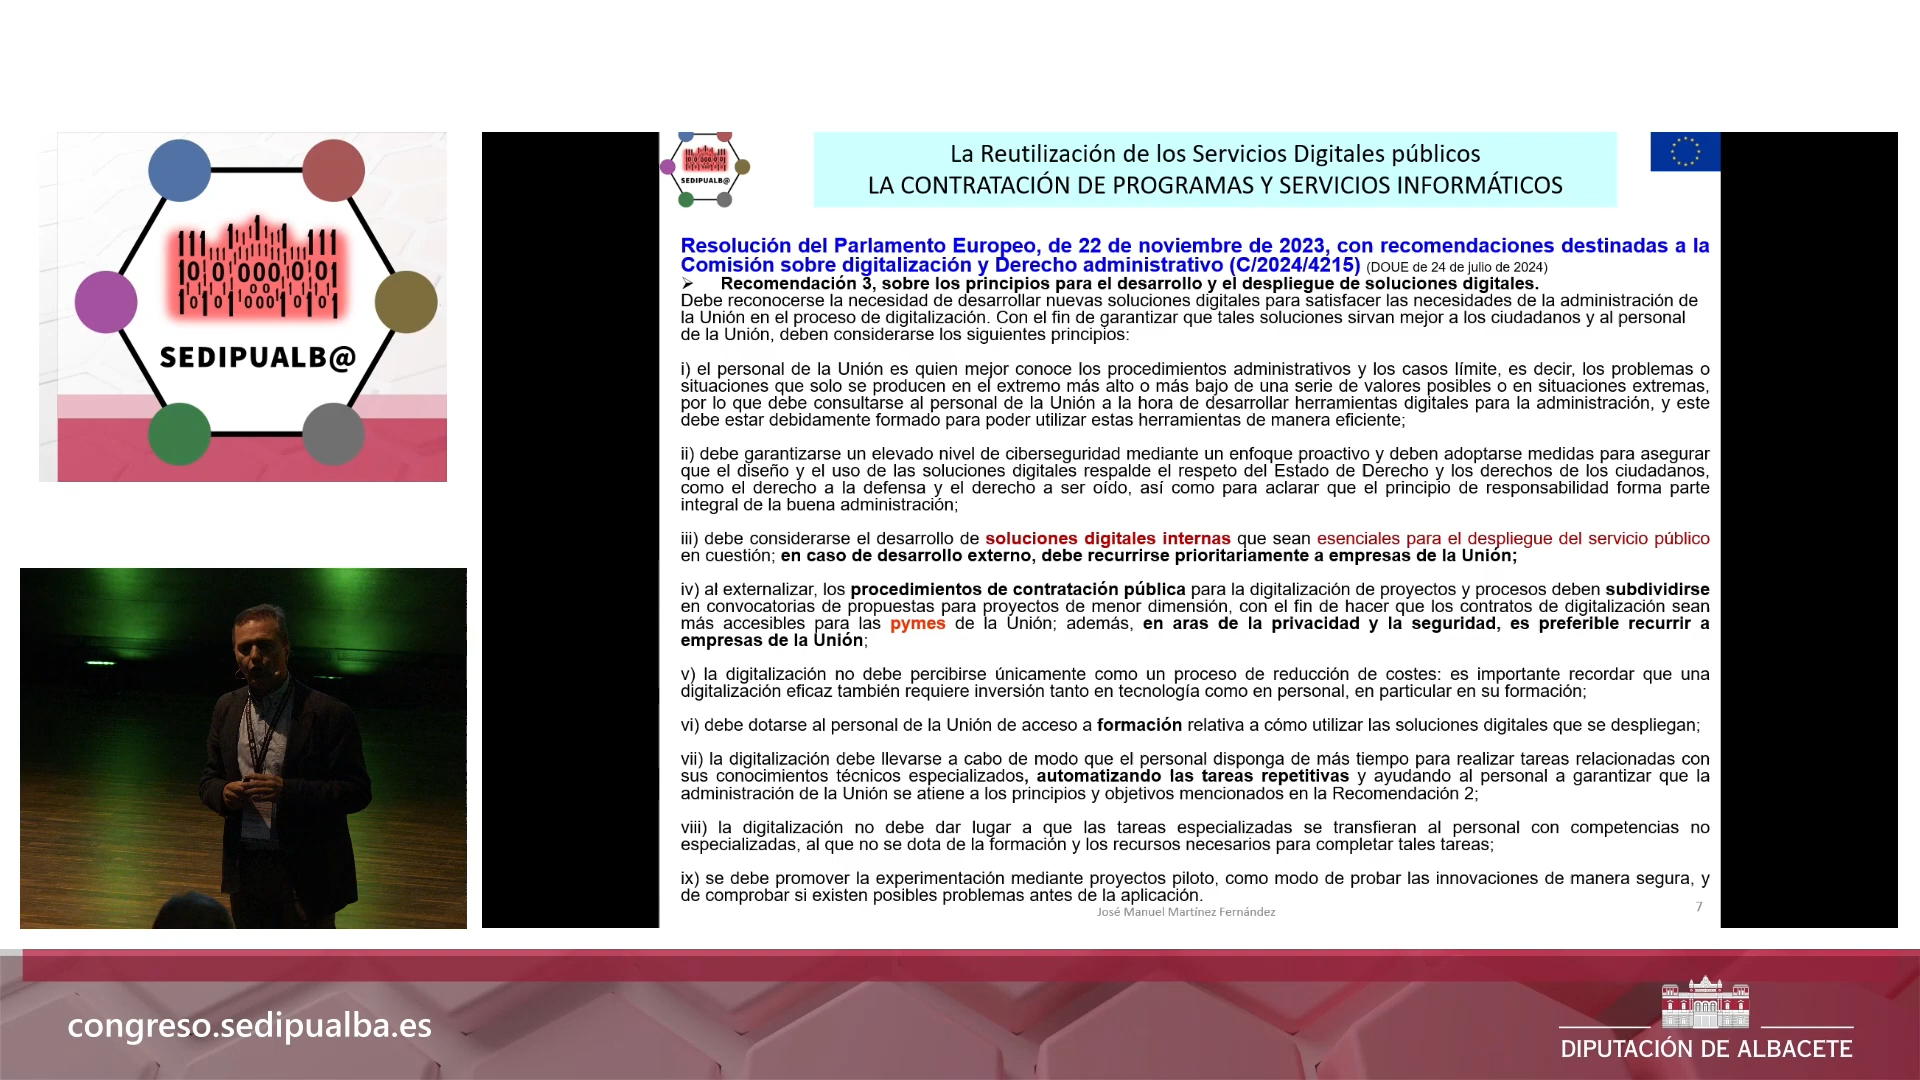 SEDIPUALB@
SEDIPUALB@
La Reutilización de los Servicios Digitales públicos
LA CONTRATACIÓN DE PROGRAMAS Y SERVICIOS INFORMÁTICOS
Resolución del Parlamento Europeo, de 22 de noviembre de 2023, con recomendaciones destinadas a la
Comisión sobre digitalización y Derecho administrativo (C/2024/4215) (DOUE de 24 de julio de 2024)
➢ Recomendación 3, sobre los principios para el desarrollo y el despliegue de soluciones digitales.
Debe reconocerse la necesidad de desarrollar nuevas soluciones digitales para satisfacer las necesidades de la administración de
la Unión en el proceso de digitalización. Con el fin de garantizar que tales soluciones sirvan mejor a los ciudadanos y al personal
de la Unión, deben considerarse los siguientes principios:
i) el personal de la Unión es quien mejor conoce los procedimientos administrativos y los casos límite, es decir, los problemas o
situaciones que solo se producen en el extremo más alto o más bajo de una serie de valores posibles o en situaciones extremas,
por lo que debe consultarse al personal de la Unión a la hora de desarrollar herramientas digitales para la administración, y este
debe estar debidamente formado para poder utilizar estas herramientas de manera eficiente;
ii) debe garantizarse un elevado nivel de ciberseguridad mediante un enfoque proactivo y deben adoptarse medidas para asegurar
que el diseño y el uso de las soluciones digitales respalde el respeto del Estado de Derecho y los derechos de los ciudadanos,
como el derecho a la defensa y el derecho a ser oído, así como para aclarar que el principio de responsabilidad forma parte
integral de la buena administración;
iii) debe considerarse el desarrollo de soluciones digitales internas que sean esenciales para el despliegue del servicio público
en cuestión; en caso de desarrollo externo, debe recurrirse prioritariamente a empresas de la Unión;
iv) al externalizar, los procedimientos de contratación pública para la digitalización de proyectos y procesos deben subdividirse
en convocatorias de propuestas para proyectos de menor dimensión, con el fin de hacer que los contratos de digitalización sean
más accesibles para las pymes de la Unión; además, en aras de la privacidad y la seguridad, es preferible recurrir a
empresas de la Unión;
v) la digitalización no debe percibirse únicamente como un proceso de reducción de costes: es importante recordar que una
digitalización eficaz también requiere inversión tanto en tecnología como en personal, en particular en su formación;
vi) debe dotarse al personal de la Unión de acceso a formación relativa a cómo utilizar las soluciones digitales que se despliegan;
vii) la digitalización debe llevarse a cabo de modo que el personal disponga de más tiempo para realizar tareas relacionadas con
sus conocimientos técnicos especializados, automatizando las tareas repetitivas y ayudando al personal a garantizar que la
administración de la Unión se atiene a los principios y objetivos mencionados en la Recomendación 2;
viii) la digitalización no debe dar lugar a que las tareas especializadas se transfieran al personal con competencias no
especializadas, al que no se dota de la formación y los recursos necesarios para completar tales tareas;
ix) se debe promover la experimentación mediante proyectos piloto, como modo de probar las innovaciones de manera segura, y
de comprobar si existen posibles problemas antes de la aplicación.
José Manuel Martínez Fernández
7
congreso.sedipualba.es
DIPUTACIÓN DE ALBACETE